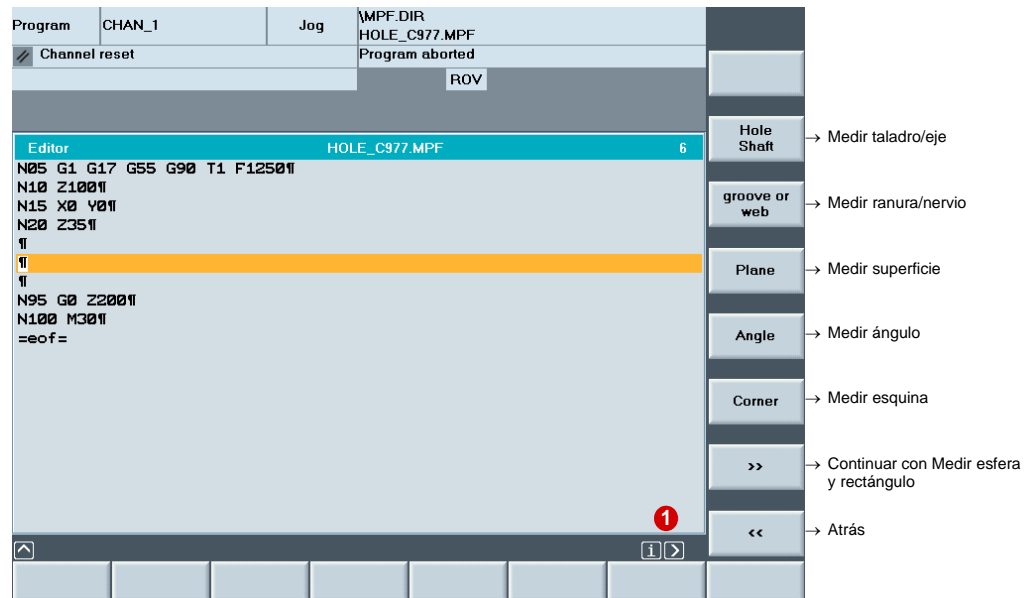 Program
CHAN_1
Jog
\MPF.DIR
HOLE_C977.MPF
Channel reset
Program aborted
ROV
Editor
HOLE_C977.MPF
6
N05 G1 G17 G55 G90 T1 F1250¶
N10 Z100¶
N15 X0 Y0¶
N20 Z35¶
¶
¶
¶
N95 G0 Z200¶
N100 M30¶
=eof=
1
i
>
Hole
Shaft
→ Medir taladro/eje
groove or
web
→ Medir ranura/nervio
Plane
→ Medir superficie
Angle
→ Medir ángulo
Corner
→ Medir esquina
>>
→ Continuar con Medir esfera
y rectángulo
<<
→ Atrás